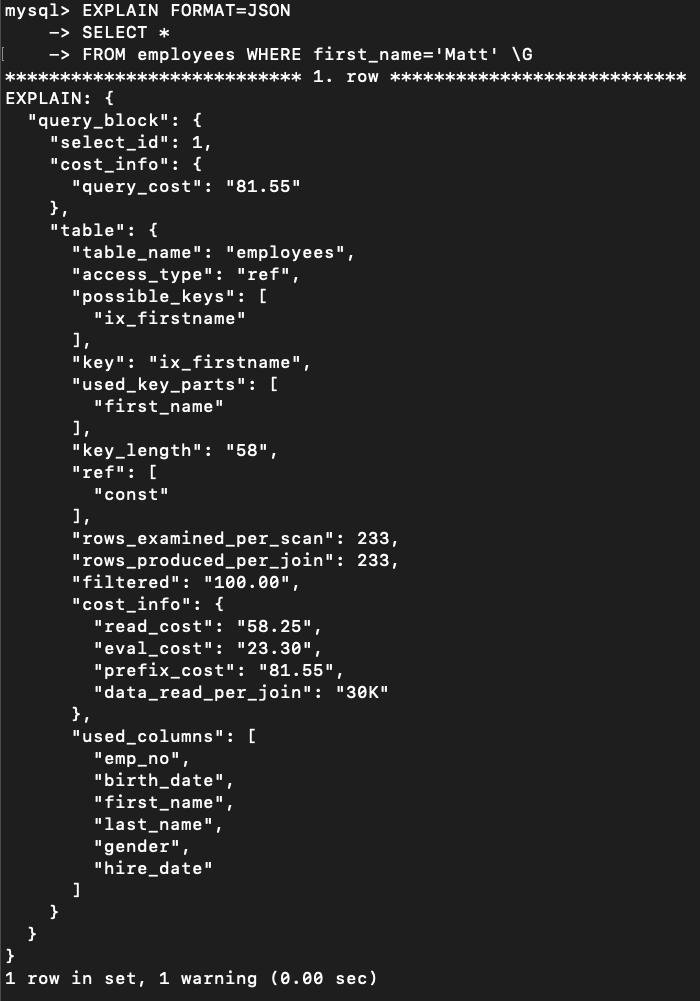 mysql> EXPLAIN FORMAT=JSON
    -> SELECT *
    -> FROM employees WHERE first_name='Matt' \G
*************************** 1. row ***************************
EXPLAIN: {
  "query_block": {
    "select_id": 1,
    "cost_info": {
      "query_cost": "81.55"
    },
    "table": {
      "table_name": "employees",
      "access_type": "ref",
      "possible_keys": [
        "ix_firstname"
      ],
      "key": "ix_firstname",
      "used_key_parts": [
        "first_name"
      ],
      "key_length": "58",
      "ref": [
        "const"
      ],
      "rows_examined_per_scan": 233,
      "rows_produced_per_join": 233,
      "filtered": "100.00",
      "cost_info": {
        "read_cost": "58.25",
        "eval_cost": "23.30",
        "prefix_cost": "81.55",
        "data_read_per_join": "30K"
      },
      "used_columns": [
        "emp_no",
        "birth_date",
        "first_name",
        "last_name",
        "gender",
        "hire_date"
      ]
    }
  }
}
1 row in set, 1 warning (0.00 sec)